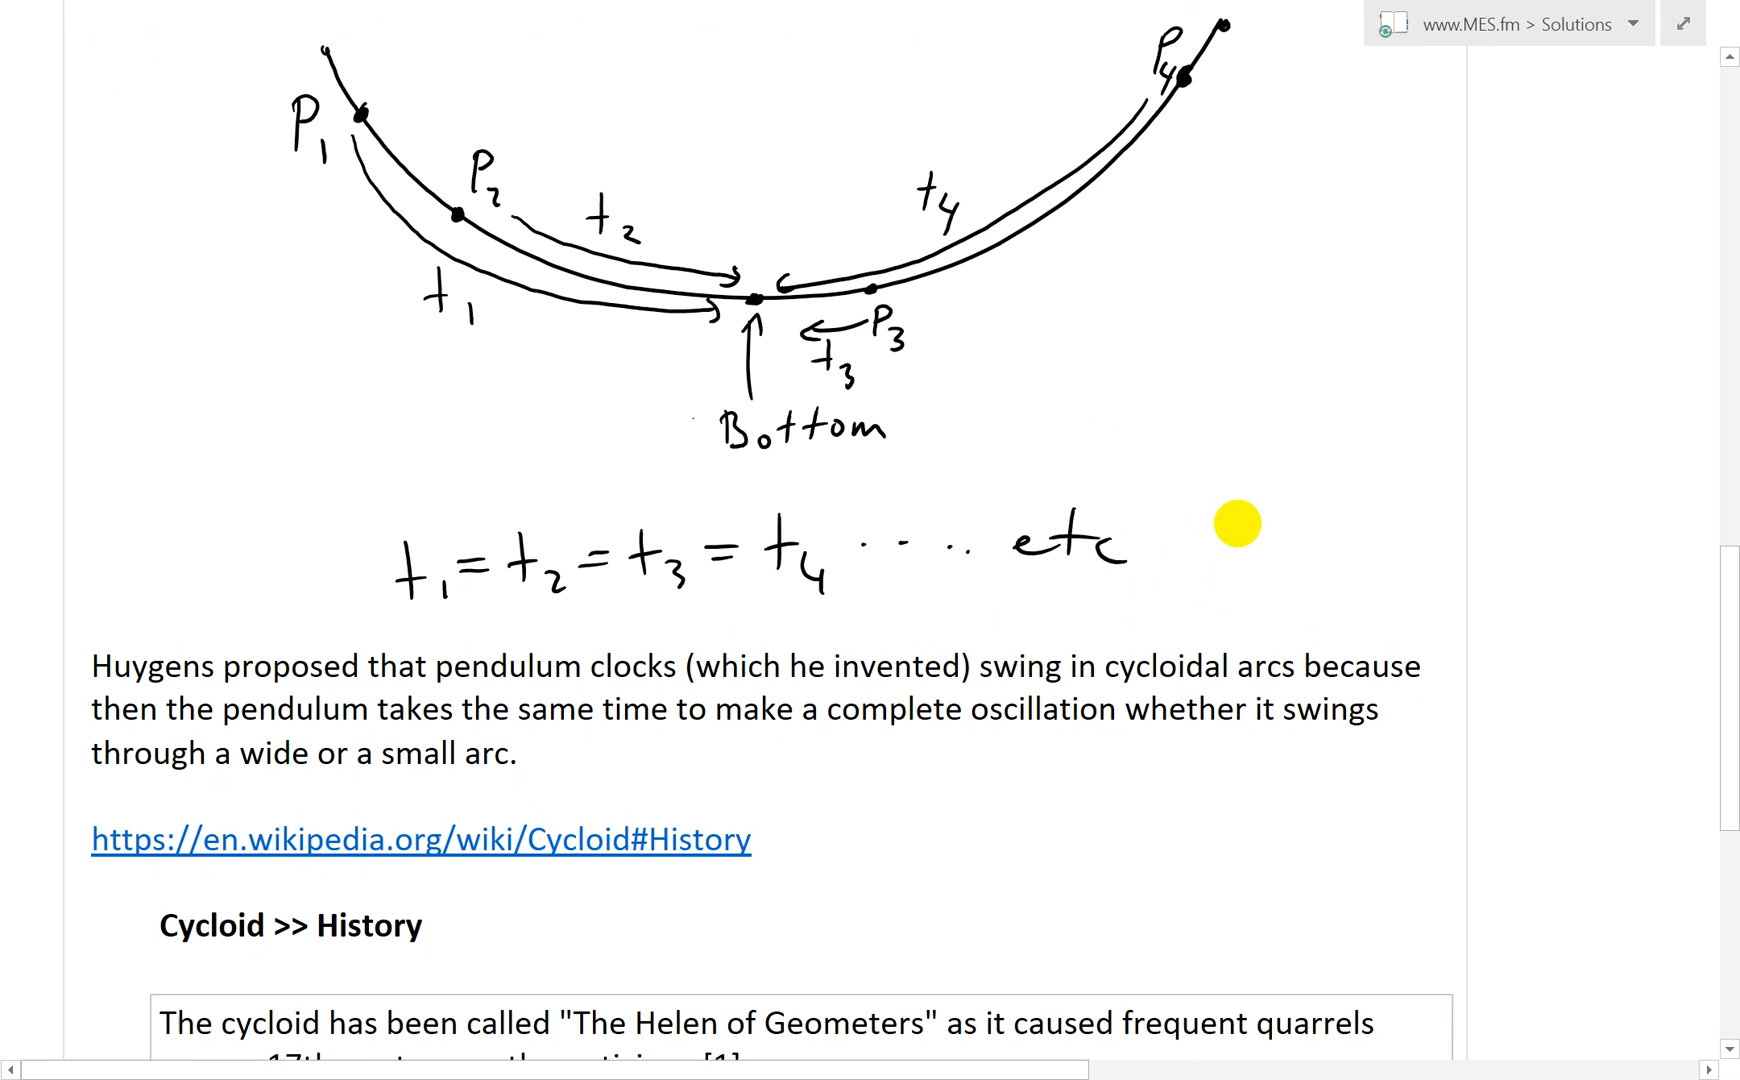 www.MES.fm > Solutions
P4
P1
P2
t2
t4
t1
P3
t3
Bottom
t1 = t2 = t3 = t4 ..... etc
Huygens proposed that pendulum clocks (which he invented) swing in cycloidal arcs because
then the pendulum takes the same time to make a complete oscillation whether it swings
through a wide or a small arc.
https://en.wikipedia.org/wiki/Cycloid#History
Cycloid >> History
The cycloid has been called "The Helen of Geometers" as it caused frequent quarrels